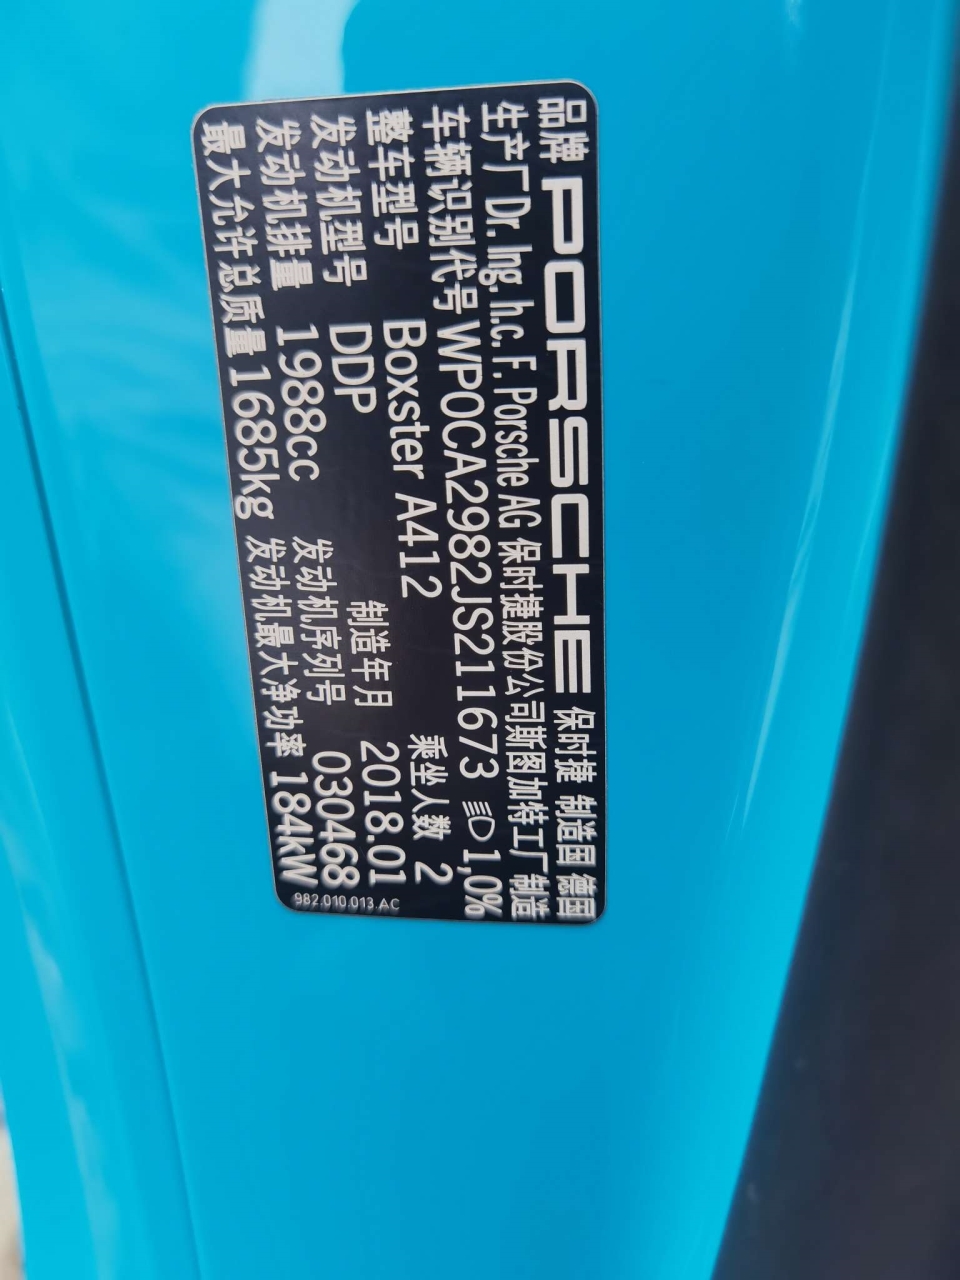 品牌 PORSCHE 保时捷 制造国 德国
生产厂 Dr. Ing. h.c. F. Porsche AG 保时捷股份公司斯图加特工厂制造
车辆识别代号 WP0CA2982JS211673 1,0%
整车型号 Boxster A412 乘坐人数 2
发动机型号 DDP 制造年月 2018.01
发动机排量 1988cc 发动机序列号 030468
最大允许总质量 1685kg 发动机最大净功率 184kW
982.010.013.AC